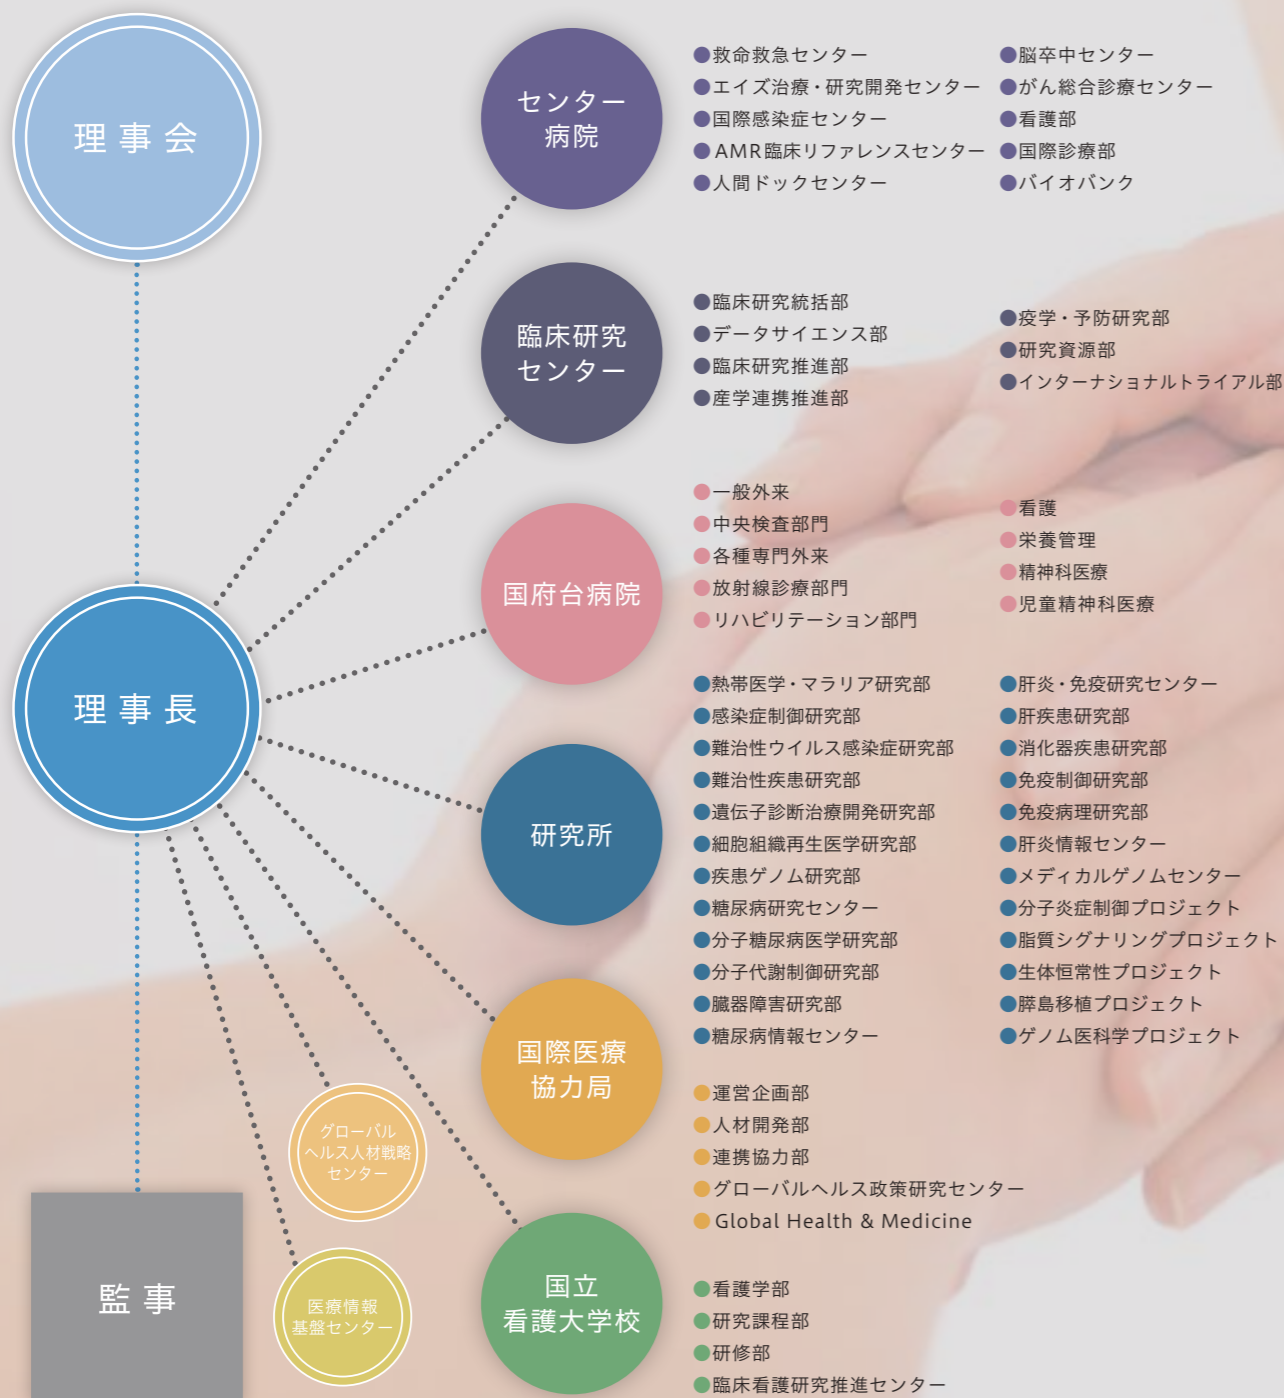 理事会
理事長
監事
センター
病院
救命救急センター
エイズ治療・研究開発センター
国際感染症センター
AMR臨床リファレンスセンター
人間ドックセンター
脳卒中センター
がん総合診療センター
看護部
国際診療部
バイオバンク
臨床研究
センター
臨床研究統括部
データサイエンス部
臨床研究推進部
産学連携推進部
疫学・予防研究部
研究資源部
インターナショナルトライアル部
国府台病院
一般外来
中央検査部門
各種専門外来
放射線診療部門
リハビリテーション部門
看護
栄養管理
精神科医療
児童精神科医療
研究所
熱帯医学・マラリア研究部
感染症制御研究部
難治性ウイルス感染症研究部
難治性疾患研究部
遺伝子診断治療開発研究部
細胞組織再生医学研究部
疾患ゲノム研究部
糖尿病研究センター
分子糖尿病医学研究部
分子代謝制御研究部
臓器障害研究部
糖尿病情報センター
肝炎・免疫研究センター
肝疾患研究部
消化器疾患研究部
免疫制御研究部
免疫病理研究部
肝炎情報センター
メディカルゲノムセンター
分子炎症制御プロジェクト
脂質シグナリングプロジェクト
生体恒常性プロジェクト
膵島移植プロジェクト
ゲノム医科学プロジェクト
国際医療
協力局
運営企画部
人材開発部
連携協力部
グローバルヘルス政策研究センター
Global Health & Medicine
グローバル
ヘルス人材戦略
センター
医療情報
基盤センター
国立
看護大学校
看護学部
研究課程部
研修部
臨床看護研究推進センター